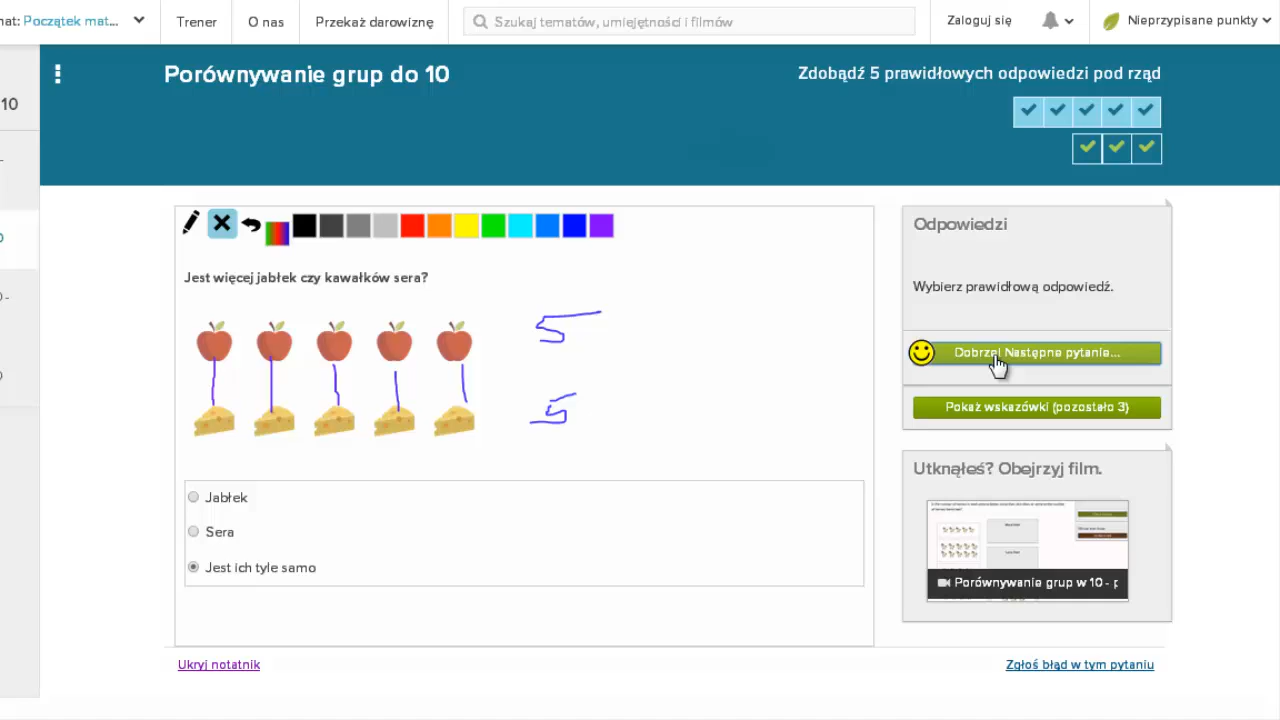 nat: Początek mat...
Trener
O nas
Przekaż darowiznę
Szukaj tematów, umiejętności i filmów
Zaloguj się
Nieprzypisane punkty
10
Porównywanie grup do 10
Zdobądź 5 prawidłowych odpowiedzi pod rząd
Jest więcej jabłek czy kawałków sera?
5
5
Jabłek
Sera
Jest ich tyle samo
Odpowiedzi
Wybierz prawidłową odpowiedź.
Dobrze! Następne pytanie...
Pokaż wskazówki (pozostało 3)
Utknąłeś? Obejrzyj film.
Porównywanie grup w 10 - p
Ukryj notatnik
Zgłoś błąd w tym pytaniu